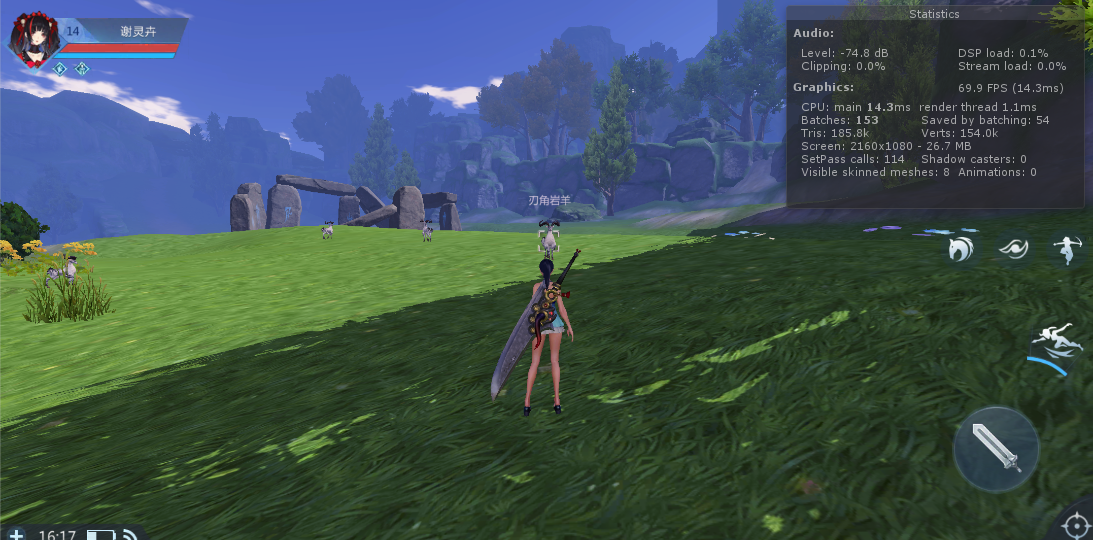 Statistics
14 谢灵卉
Audio:
Level: -74.8 dB DSP load: 0.1%
Clipping: 0.0% Stream load: 0.0%
Graphics: 69.9 FPS (14.3ms)
CPU: main 14.3ms render thread 1.1ms
Batches: 153 Saved by batching: 54
Tris: 185.8k Verts: 154.0k
Screen: 2160x1080 - 26.7 MB
SetPass calls: 114 Shadow casters: 0
Visible skinned meshes: 8 Animations: 0
刃角岩羊
16:17